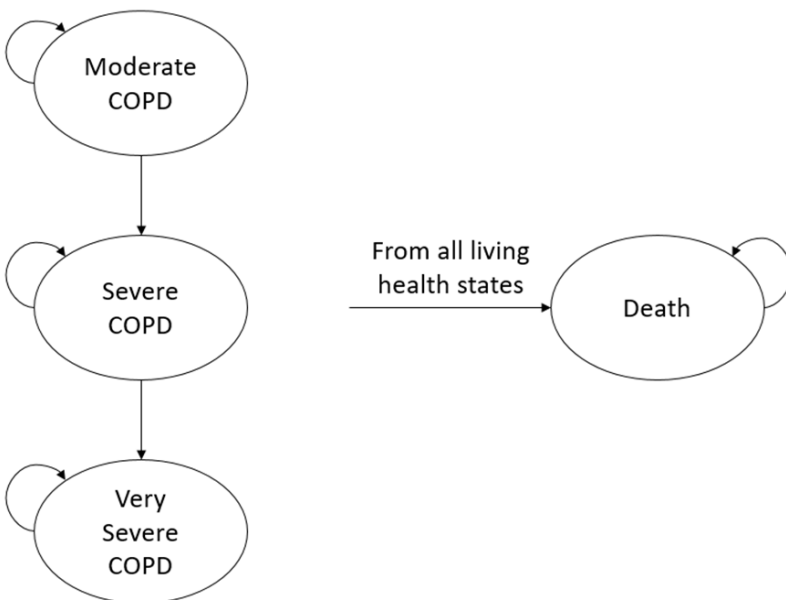 Moderate
COPD
From all living
health states
Severe
COPD
Death
Very
Severe
COPD